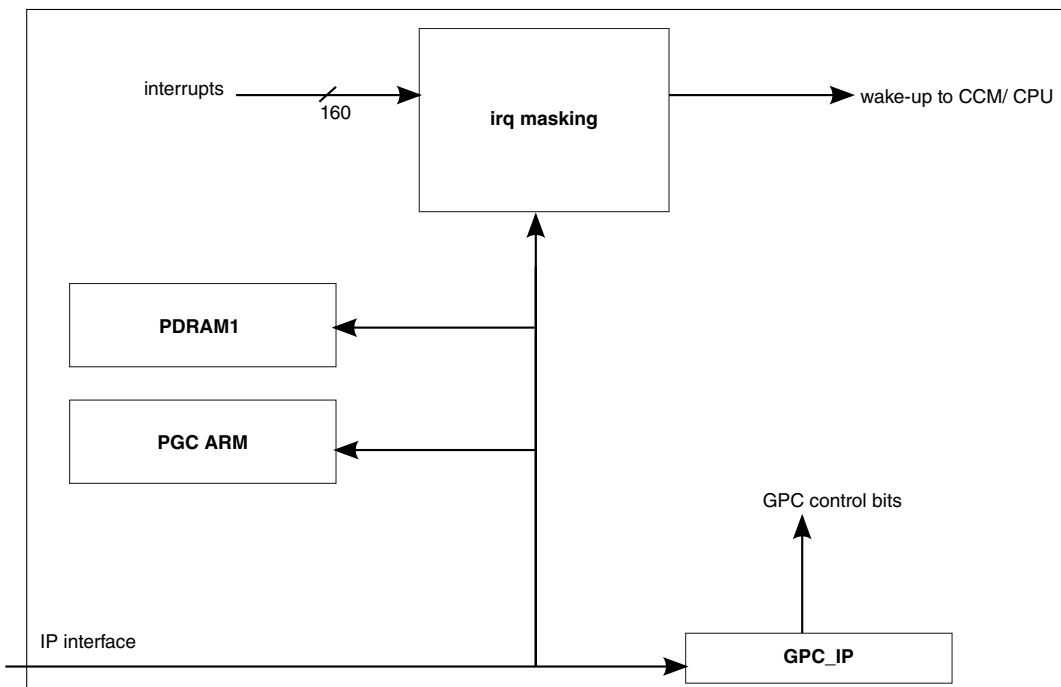 interrupts
160
irq masking
wake-up to CCM/ CPU
PDRAM1
PGC ARM
GPC control bits
IP interface
GPC_IP